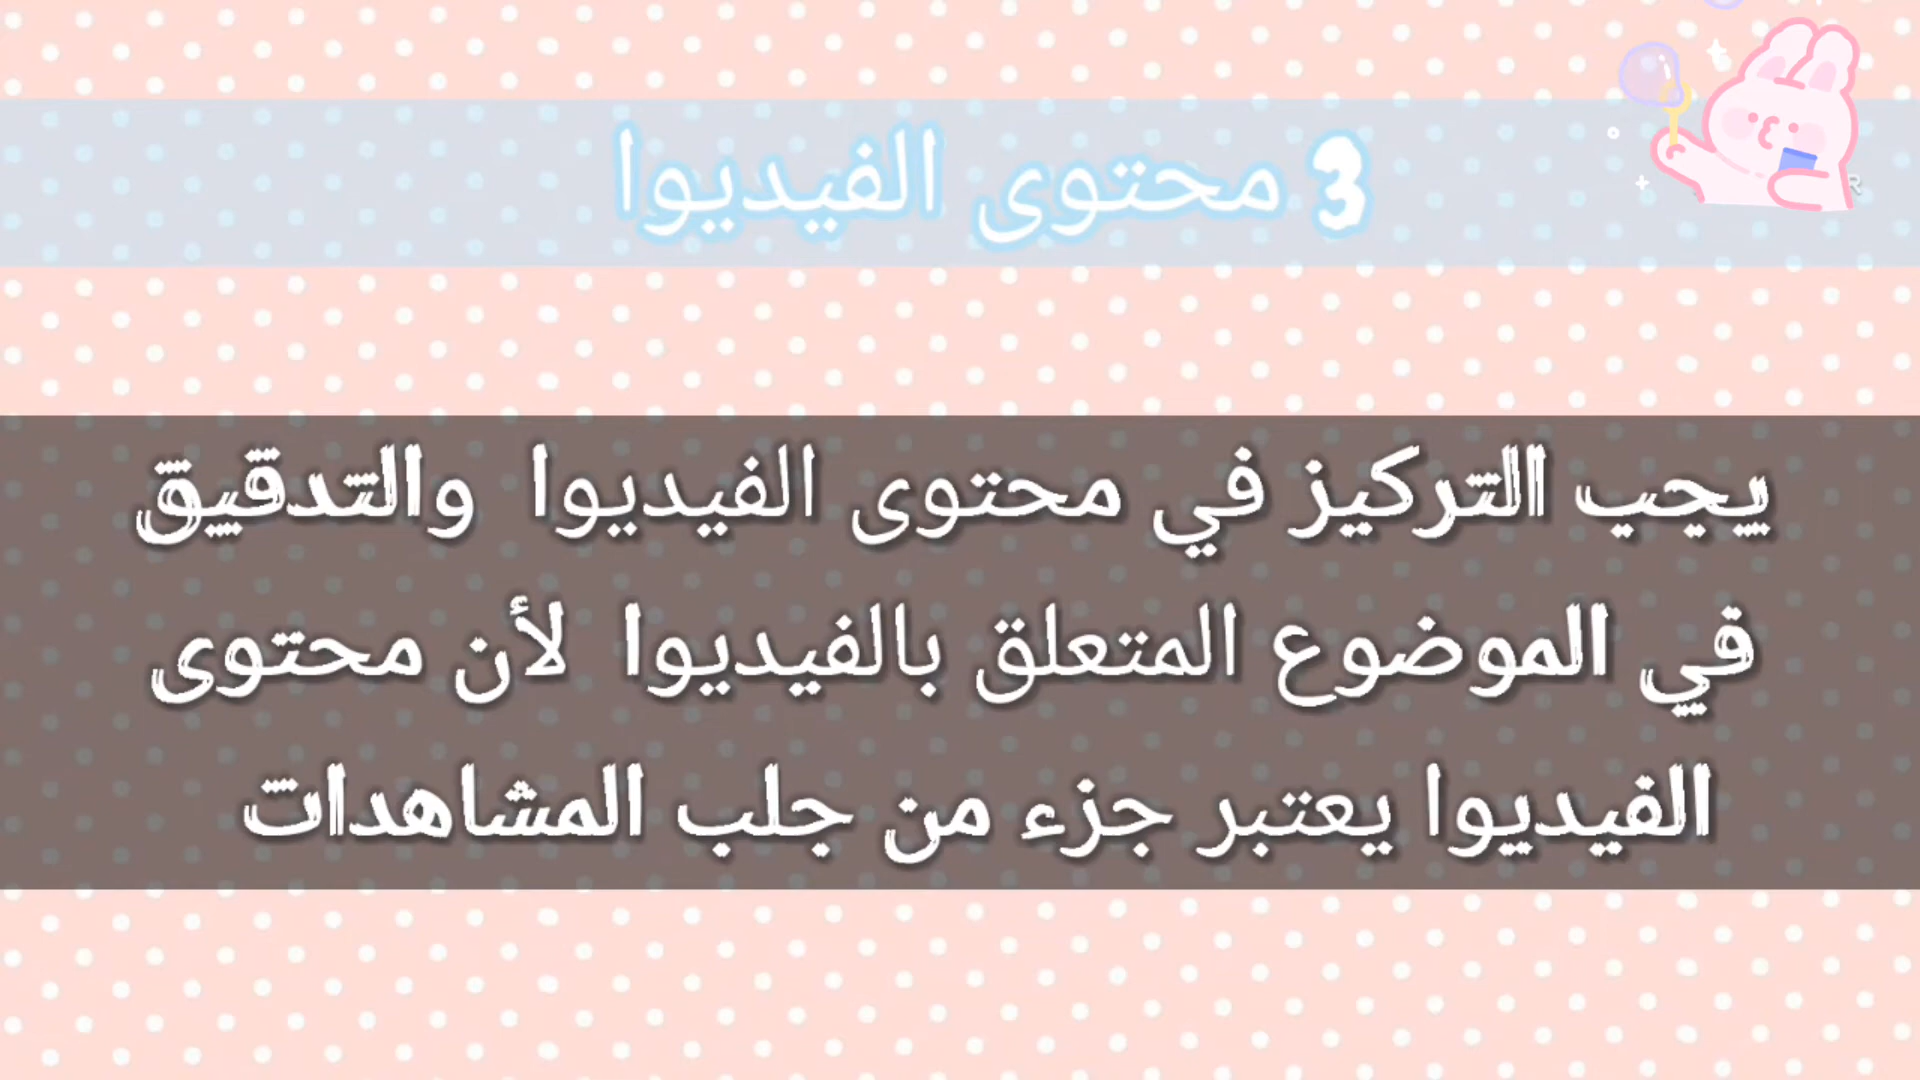 3 محتوى الفيديوا
يجب التركيز في محتوى الفيديوا والتدقيق
في الموضوع المتعلق بالفيديوا لأن محتوى
الفيديوا يعتبر جزء من جلب المشاهدات